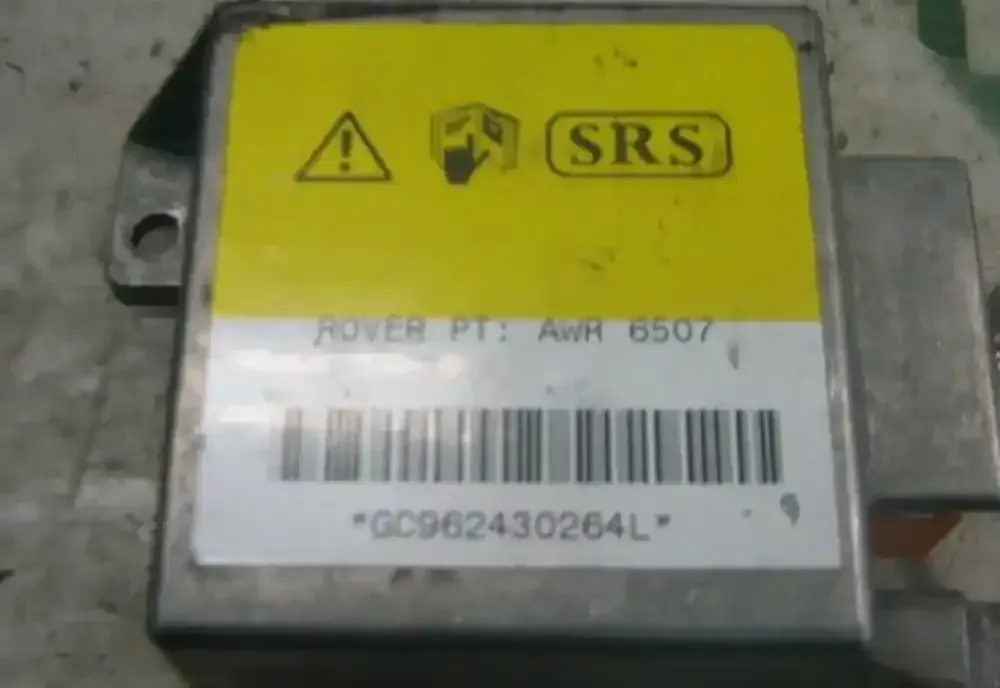 SRS
ROVER PT: AWR 6507
*GC962430264L*